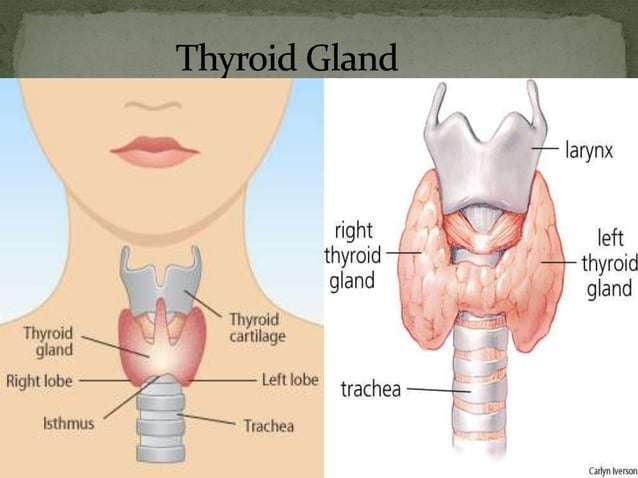 Thyroid Gland
Thyroid
gland
Right lobe
Isthmus
Thyroid
cartilage
Left lobe
Trachea
larynx
right
thyroid
gland
left
thyroid
gland
trachea
Carlyn Iverson